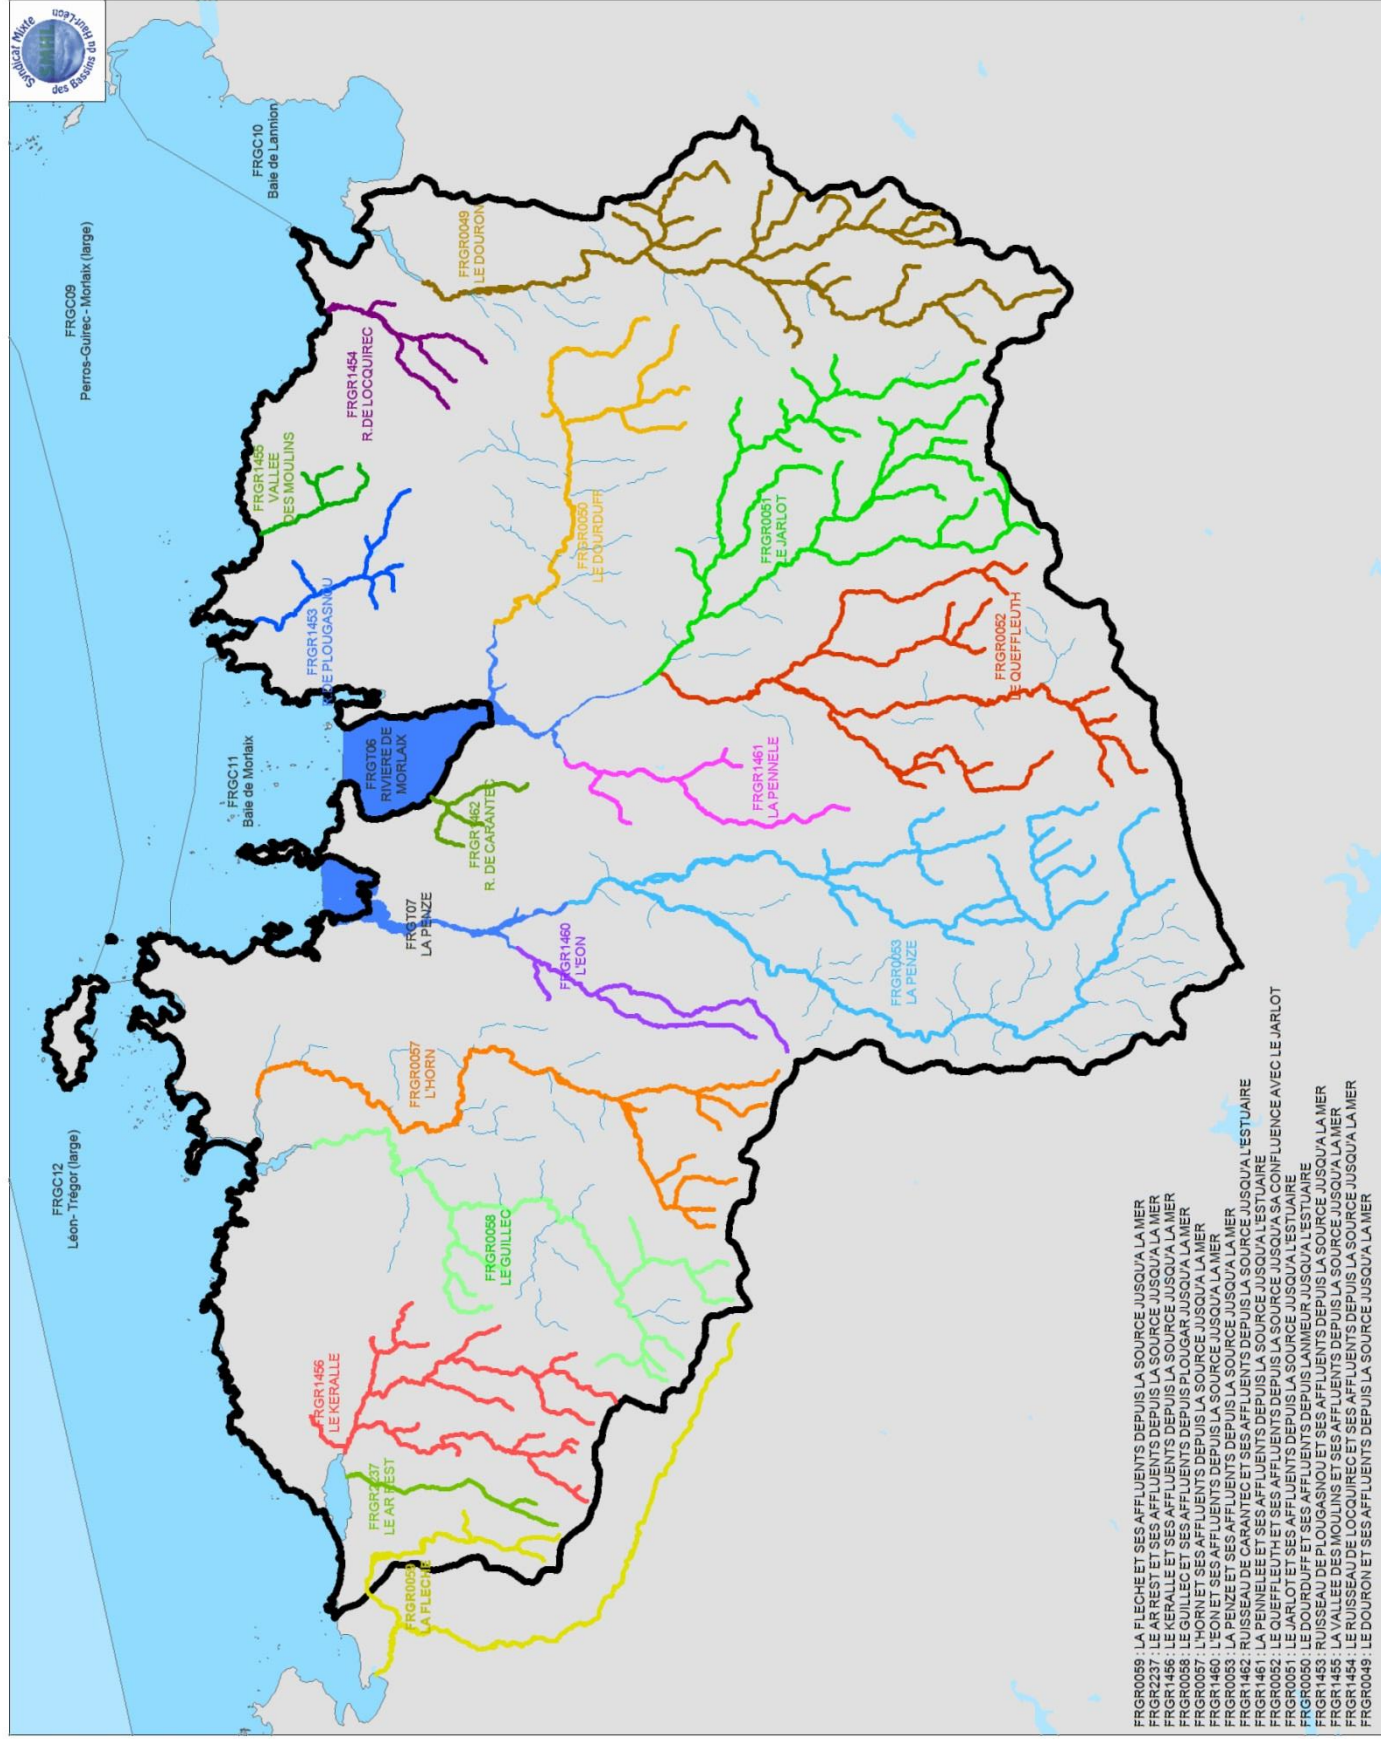 Syndicat Mixte
SMHL
des Bassins du Haut-Léon
FRGC12
Léon- Trégor (large)
FRGC09
Perros-Guirec - Morlaix (large)
FRGC11
Baie de Morlaix
FRGC10
Baie de Lannion
FRGR0059
LA FLECHE
FRGR2237
LE AR REST
FRGR1456
LE KERALLE
FRGR0058
LE GUILLEC
FRGR0057
L'HORN
FRGT07
LA PENZE
FRGR1460
L'EON
FRGR0053
LA PENZE
FRGR1462
R. DE CARANTEC
FRGT06
RIVIERE DE
MORLAIX
FRGR1461
LA PENNELE
FRGR0052
LE QUEFFLEUTH
FRGR1453
R. DE PLOUGASNOU
FRGR0050
LE DOURDUFF
FRGR0051
LE JARLOT
FRGR1455
VALLEE
DES MOULINS
FRGR1454
R.DE LOCQUIREC
FRGR0049
LE DOURON
FRGR0059 : LA FLECHE ET SES AFFLUENTS DEPUIS LA SOURCE JUSQU'A LA MER
FRGR2237 : LE AR REST ET SES AFFLUENTS DEPUIS LA SOURCE JUSQU'A LA MER
FRGR1456 : LE KERALLE ET SES AFFLUENTS DEPUIS LA SOURCE JUSQU'A LA MER
FRGR0058 : LE GUILLEC ET SES AFFLUENTS DEPUIS PLOUGAR JUSQU'A LA MER
FRGR0057 : L'HORN ET SES AFFLUENTS DEPUIS LA SOURCE JUSQU'A LA MER
FRGR1460 : L'EON ET SES AFFLUENTS DEPUIS LA SOURCE JUSQU'A LA MER
FRGR0053 : LA PENZE ET SES AFFLUENTS DEPUIS LA SOURCE JUSQU'A LA MER
FRGR1462 : RUISSEAU DE CARANTEC ET SES AFFLUENTS DEPUIS LA SOURCE JUSQU'A L'ESTUAIRE
FRGR1461 : LA PENNELEE ET SES AFFLUENTS DEPUIS LA SOURCE JUSQU'A L'ESTUAIRE
FRGR0052 : LE QUEFFLEUTH ET SES AFFLUENTS DEPUIS LA SOURCE JUSQU'A SA CONFLUENCE AVEC LE JARLOT
FRGR0051 : LE JARLOT ET SES AFFLUENTS DEPUIS LA SOURCE JUSQU'A L'ESTUAIRE
FRGR0050 : LE DOURDUFF ET SES AFFLUENTS DEPUIS LANMEUR JUSQU'A L'ESTUAIRE
FRGR1453 : RUISSEAU DE PLOUGASNOU ET SES AFFLUENTS DEPUIS LA SOURCE JUSQU'A LA MER
FRGR1455 : LA VALLEE DES MOULINS ET SES AFFLUENTS DEPUIS LA SOURCE JUSQU'A LA MER
FRGR1454 : LE RUISSEAU DE LOCQUIREC ET SES AFFLUENTS DEPUIS LA SOURCE JUSQU'A LA MER
FRGR0049 : LE DOURON ET SES AFFLUENTS DEPUIS LA SOURCE JUSQU'A LA MER